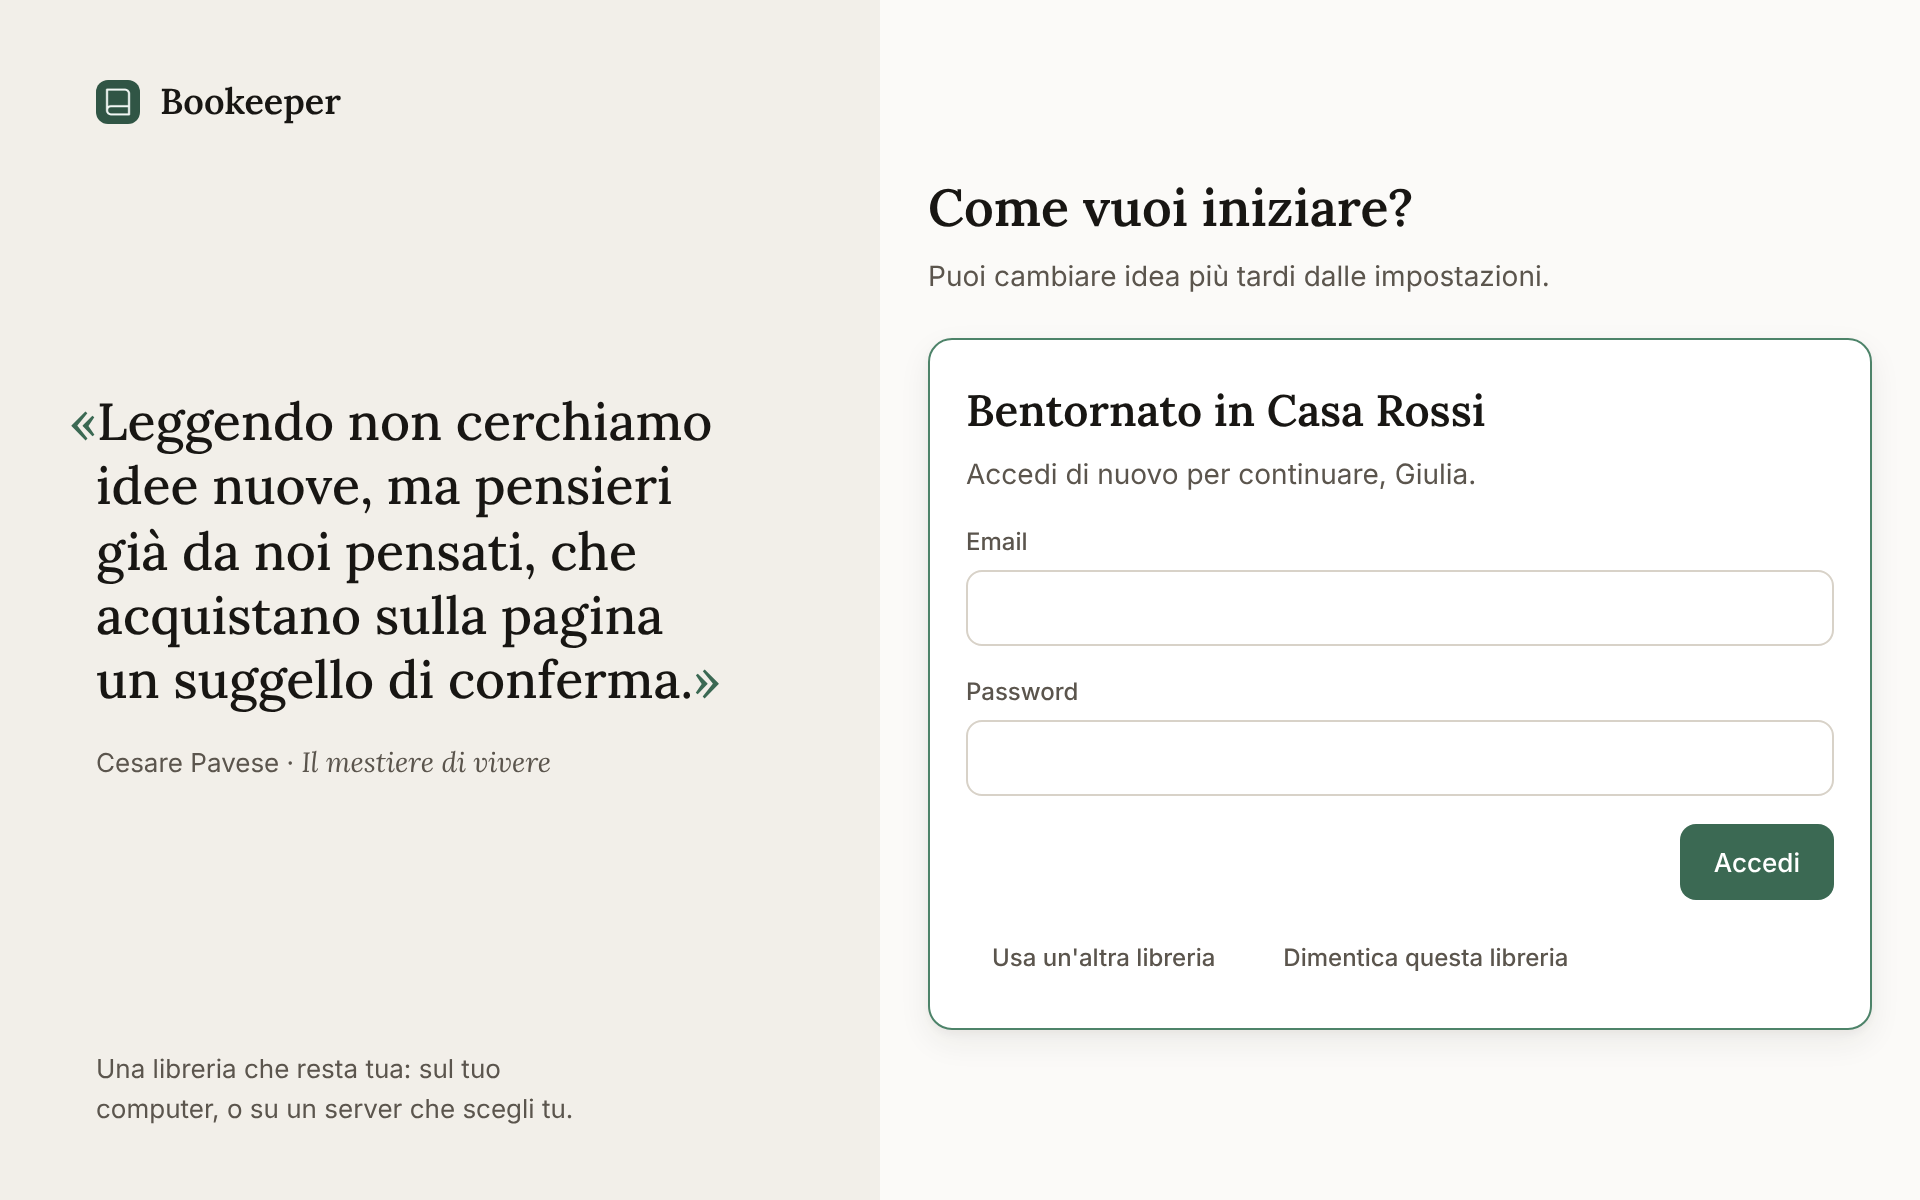 Bookeeper
«Leggendo non cerchiamo
idee nuove, ma pensieri
già da noi pensati, che
acquistano sulla pagina
un suggello di conferma.»
Cesare Pavese · Il mestiere di vivere
Una libreria che resta tua: sul tuo
computer, o su un server che scegli tu.
Come vuoi iniziare?
Puoi cambiare idea più tardi dalle impostazioni.
Bentornato in Casa Rossi
Accedi di nuovo per continuare, Giulia.
Email
Password
Accedi
Usa un'altra libreria
Dimentica questa libreria